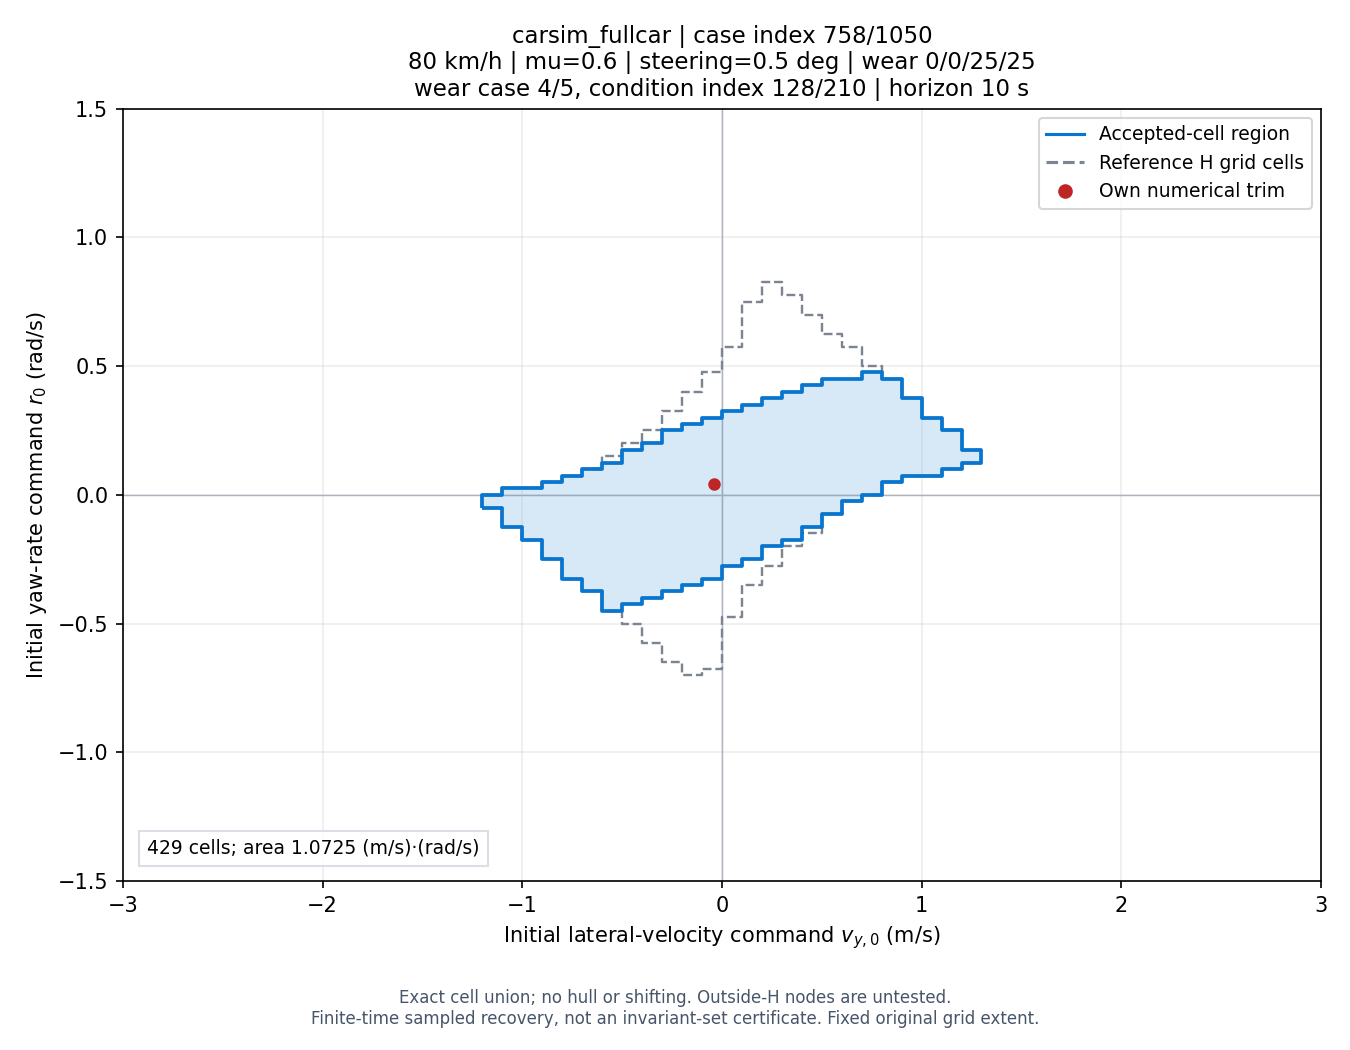 carsim_fullcar | case index 758/1050
80 km/h | mu=0.6 | steering=0.5 deg | wear 0/0/25/25
wear case 4/5, condition index 128/210 | horizon 10 s
Accepted-cell region
Reference H grid cells
Own numerical trim
1.5
1.0
0.5
0.0
−0.5
−1.0
−1.5
Initial yaw-rate command r₀ (rad/s)
429 cells; area 1.0725 (m/s)·(rad/s)
−3
−2
−1
0
1
2
3
Initial lateral-velocity command v_{y,0} (m/s)
Exact cell union; no hull or shifting. Outside-H nodes are untested.
Finite-time sampled recovery, not an invariant-set certificate. Fixed original grid extent.